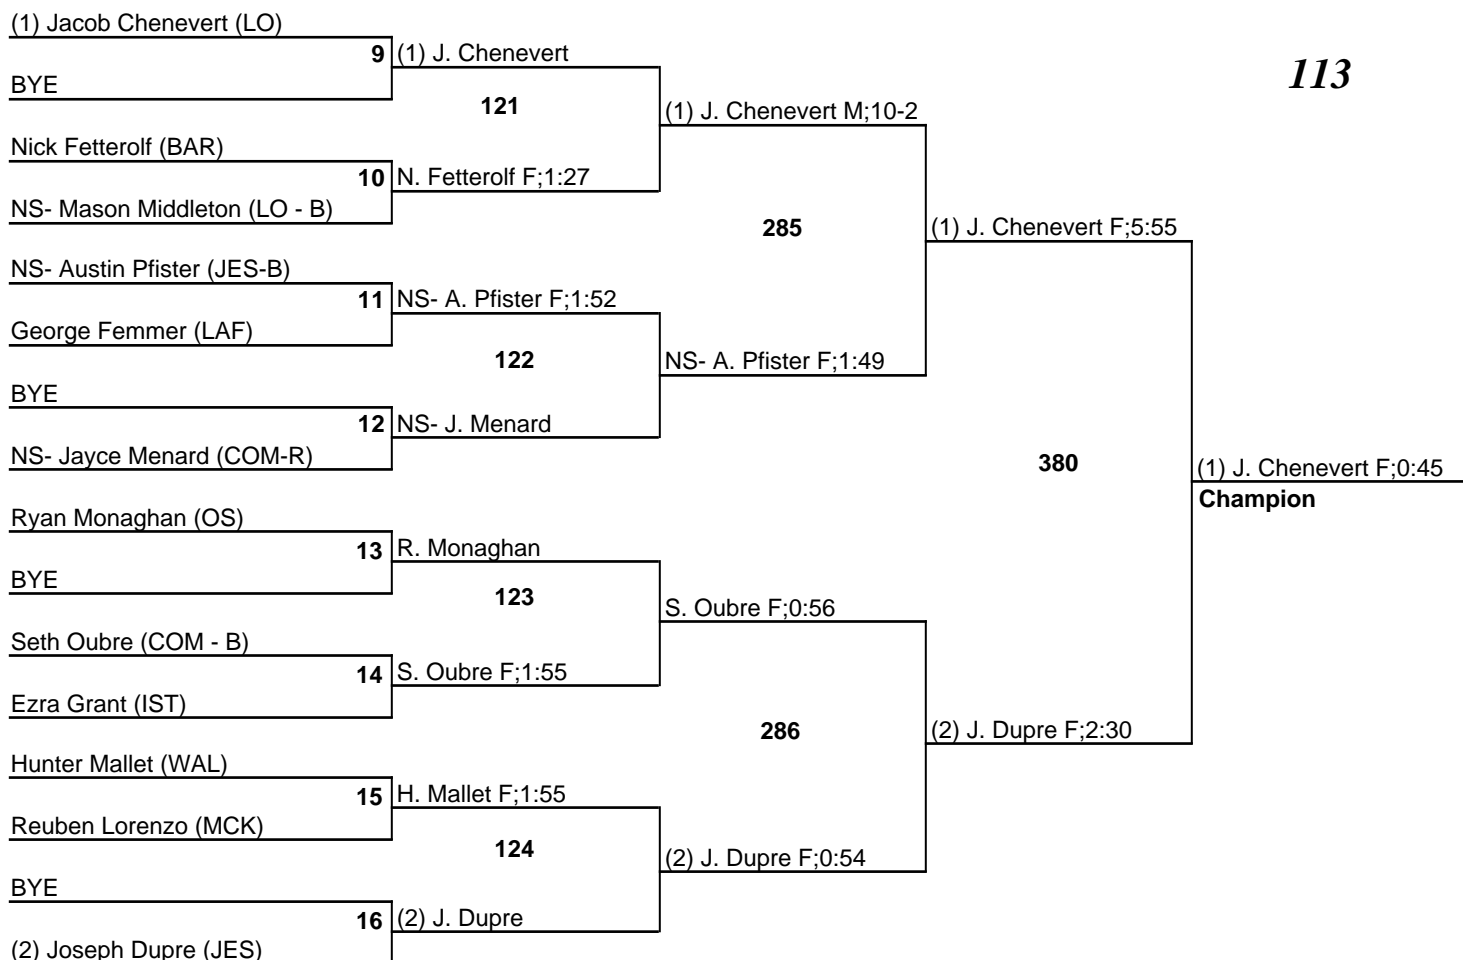 (1) Jacob Chenevert (LO)
9 (1) J. Chenevert
BYE
113
121
(1) J. Chenevert M;10-2
Nick Fetterolf (BAR)
10 N. Fetterolf F;1:27
NS- Mason Middleton (LO - B)
285
(1) J. Chenevert F;5:55
NS- Austin Pfister (JES-B)
11 NS- A. Pfister F;1:52
George Femmer (LAF)
122
NS- A. Pfister F;1:49
BYE
12 NS- J. Menard
NS- Jayce Menard (COM-R)
380
(1) J. Chenevert F;0:45
Champion
Ryan Monaghan (OS)
13 R. Monaghan
BYE
123
S. Oubre F;0:56
Seth Oubre (COM - B)
14 S. Oubre F;1:55
Ezra Grant (IST)
286
(2) J. Dupre F;2:30
Hunter Mallet (WAL)
15 H. Mallet F;1:55
Reuben Lorenzo (MCK)
124
(2) J. Dupre F;0:54
BYE
16 (2) J. Dupre
(2) Joseph Dupre (JES)